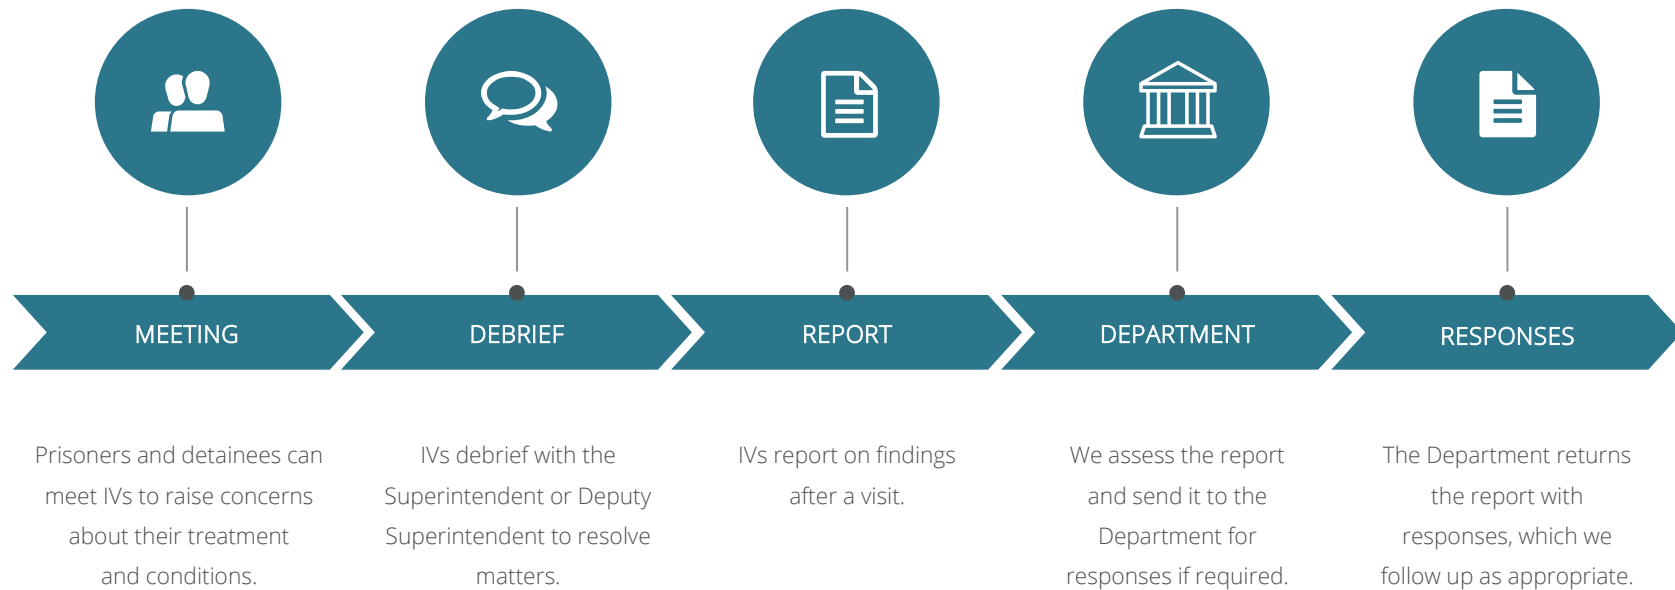 MEETING
DEBRIEF
REPORT
DEPARTMENT
RESPONSES
Prisoners and detainees can
meet IVs to raise concerns
about their treatment
and conditions.
IVs debrief with the
Superintendent or Deputy
Superintendent to resolve
matters.
IVs report on findings
after a visit.
We assess the report
and send it to the
Department for
responses if required.
The Department returns
the report with
responses, which we
follow up as appropriate.